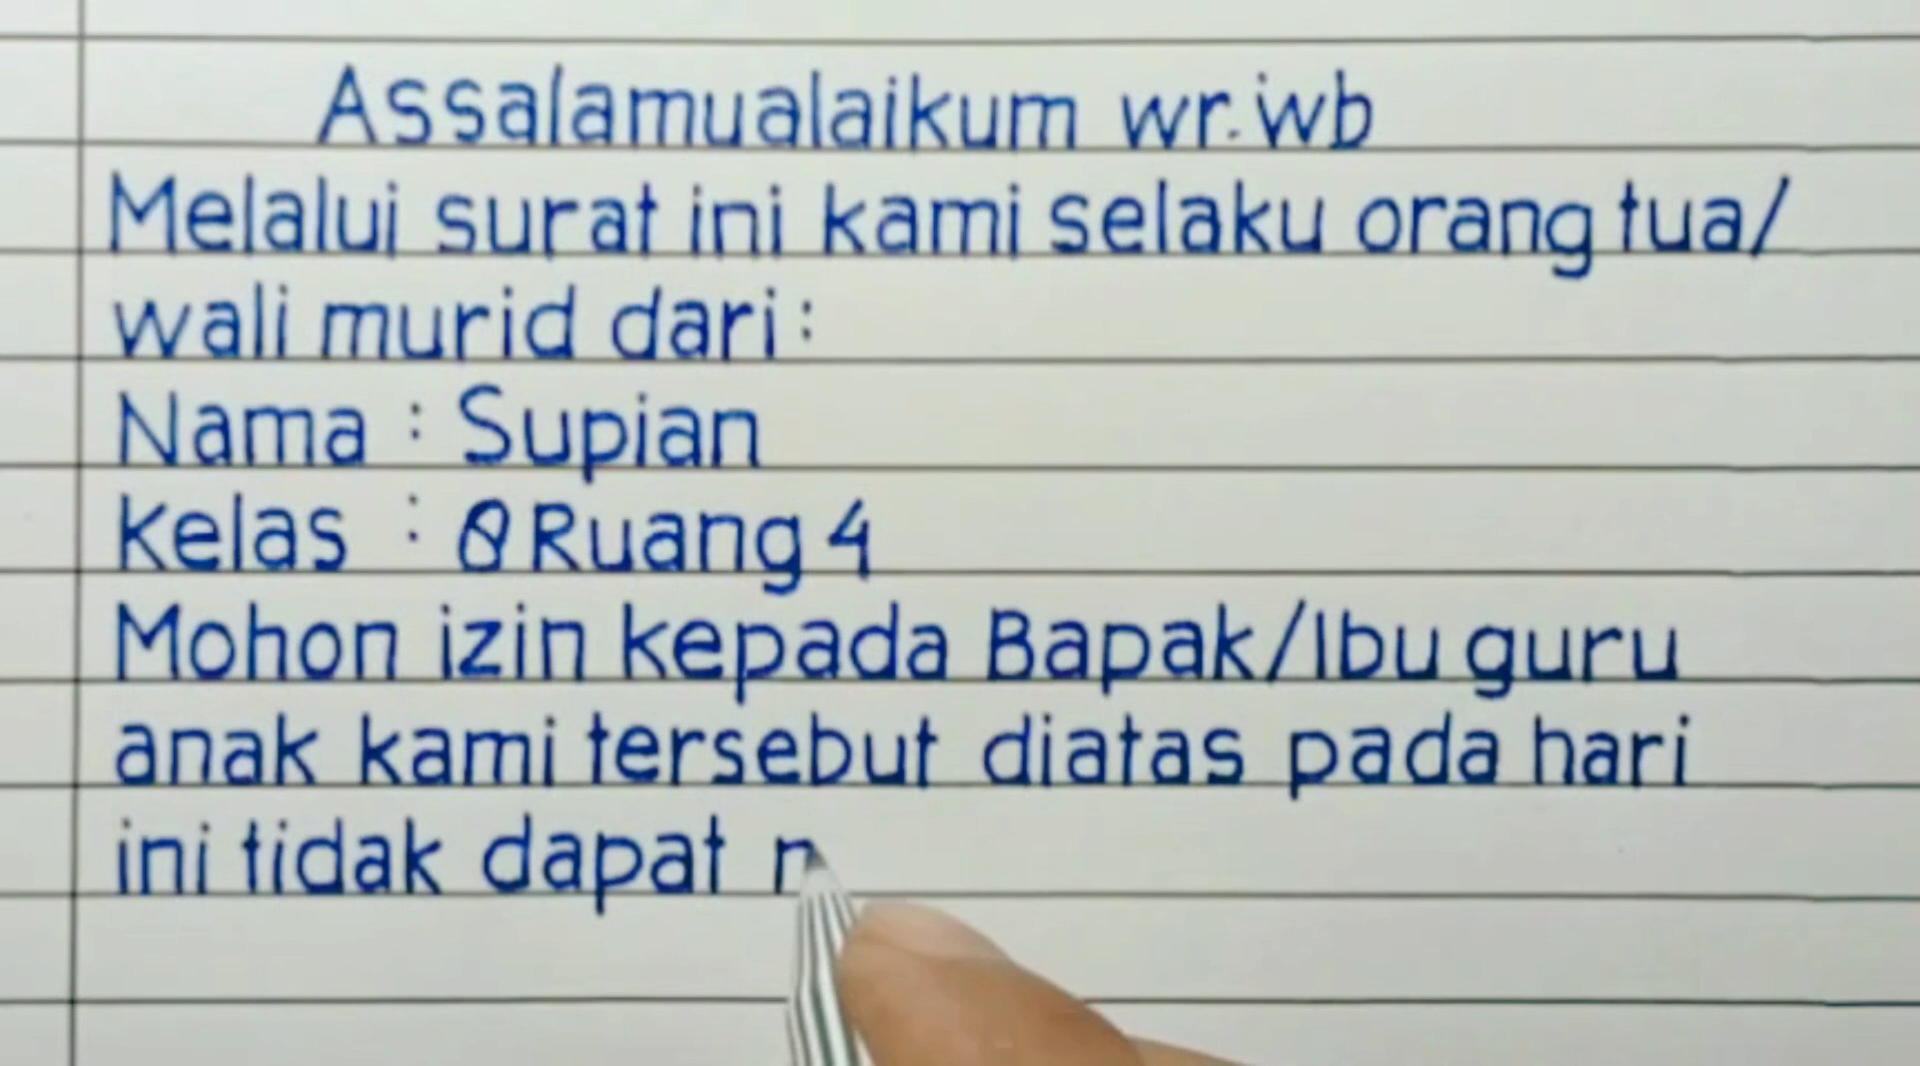 Assalamualaikum wr.wb
Melalui surat ini kami selaku orang tua/
wali murid dari :
Nama : Supian
Kelas : 8 Ruang 4
Mohon izin kepada Bapak/Ibu guru
anak kami tersebut diatas pada hari
ini tidak dapat